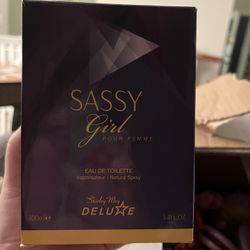 SASSY
Girl
POUR FEMME
EAU DE TOILETTE
Vaporisateur / Natural Spray
Shirley May
DELUXE
100ml ℮ 3.4FL.OZ